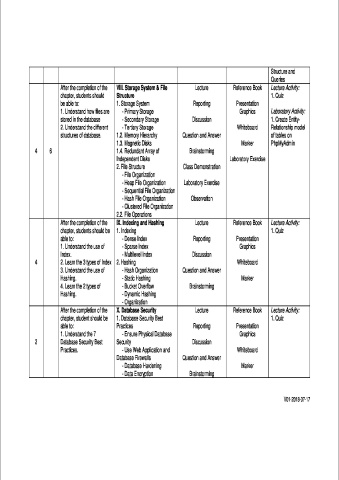 Structure and
Queries
4 6
After the completion of the
chapter, students should
be able to:
1. Understand how files are
stored in the database
2. Understand the different
structures of database.
VIII. Storage System & File
Structure
1. Storage System
- Primary Storage
- Secondary Storage
- Tertiary Storage
1.2. Memory Hierarchy
1.3. Magnetic Disks
1.4. Redundant Array of
Independent Disks
2. File Structure
- File Organization
- Heap File Organization
- Sequential File Organization
- Hash File Organization
- Clustered File Organization
2.2. File Operations
Lecture
Reporting
Discussion
Question and Answer
Brainstorming
Class Demonstration
Laboratory Exercise
Observation
Reference Book
Presentation
Graphics
Whiteboard
Marker
Laboratory Exercise
Lecture Activity:
1. Quiz
Laboratory Activity:
1. Create Entity-
Relationship model
of tables on
PhpMyAdmin
4
After the completion of the
chapter, students should be
able to:
1. Understand the use of
Index.
2. Learn the 3 types of Index
3. Understand the use of
Hashing.
4. Learn the 2 types of
Hashing.
IX. Indexing and Hashing
1. Indexing
- Dense Index
- Sparse Index
- Multilevel Index
2. Hashing
- Hash Organization
- Static Hashing
- Bucket Overflow
- Dynamic Hashing
- Organization
Lecture
Reporting
Discussion
Question and Answer
Brainstorming
Reference Book
Presentation
Graphics
Whiteboard
Marker
Lecture Activity:
1. Quiz
2
After the completion of the
chapter, student should be
able to:
1. Understand the 7
Database Security Best
Practices.
X. Database Security
1. Database Security Best
Practices
- Ensure Physical Database
Security
- Use Web Application and
Database Firewalls
- Database Hardening
- Data Encryption
Lecture
Reporting
Discussion
Question and Answer
Brainstorming
Reference Book
Presentation
Graphics
Whiteboard
Marker
Lecture Activity:
1. Quiz
V01-2018-07-17